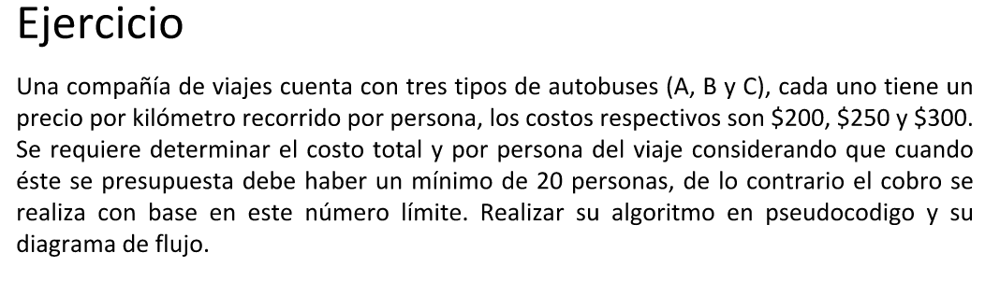 Ejercicio
Una compañía de viajes cuenta con tres tipos de autobuses (A, B y C), cada uno tiene un
precio por kilómetro recorrido por persona, los costos respectivos son $200, $250 y $300.
Se requiere determinar el costo total y por persona del viaje considerando que cuando
éste se presupuesta debe haber un mínimo de 20 personas, de lo contrario el cobro se
realiza con base en este número límite. Realizar su algoritmo en pseudocodigo y su
diagrama de flujo.